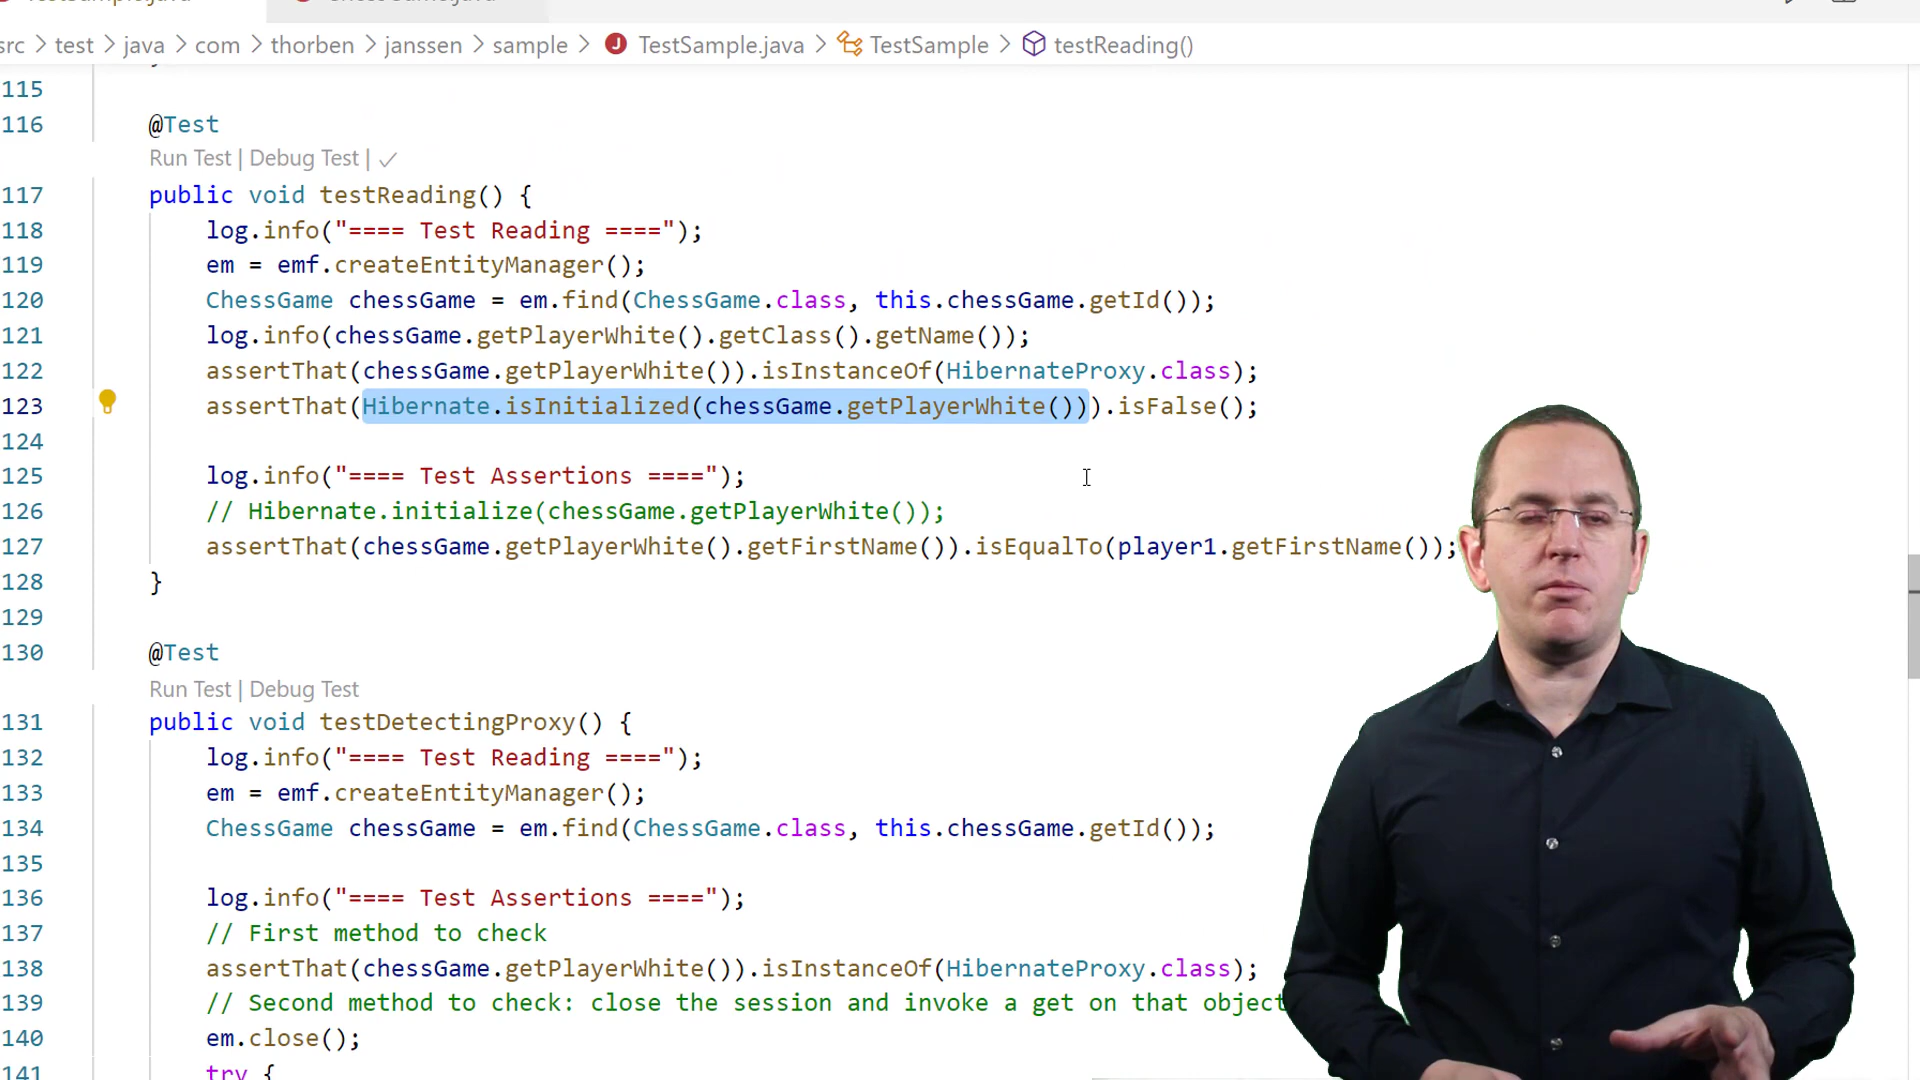 src > test > java > com > thorben > janssen > sample > J TestSample.java > TestSample > testReading()
115
116 @Test
Run Test | Debug Test | ✓
117 public void testReading() {
118 log.info("==== Test Reading ====");
119 em = emf.createEntityManager();
120 ChessGame chessGame = em.find(ChessGame.class, this.chessGame.getId());
121 log.info(chessGame.getPlayerWhite().getClass().getName());
122 assertThat(chessGame.getPlayerWhite()).isInstanceOf(HibernateProxy.class);
123 assertThat(Hibernate.isInitialized(chessGame.getPlayerWhite())).isFalse();
124
125 log.info("==== Test Assertions ====");
126 // Hibernate.initialize(chessGame.getPlayerWhite());
127 assertThat(chessGame.getPlayerWhite().getFirstName()).isEqualTo(player1.getFirstName());
128 }
129
130 @Test
Run Test | Debug Test
131 public void testDetectingProxy() {
132 log.info("==== Test Reading ====");
133 em = emf.createEntityManager();
134 ChessGame chessGame = em.find(ChessGame.class, this.chessGame.getId());
135
136 log.info("==== Test Assertions ====");
137 // First method to check
138 assertThat(chessGame.getPlayerWhite()).isInstanceOf(HibernateProxy.class);
139 // Second method to check: close the session and invoke a get on that object
140 em.close();
141 try {